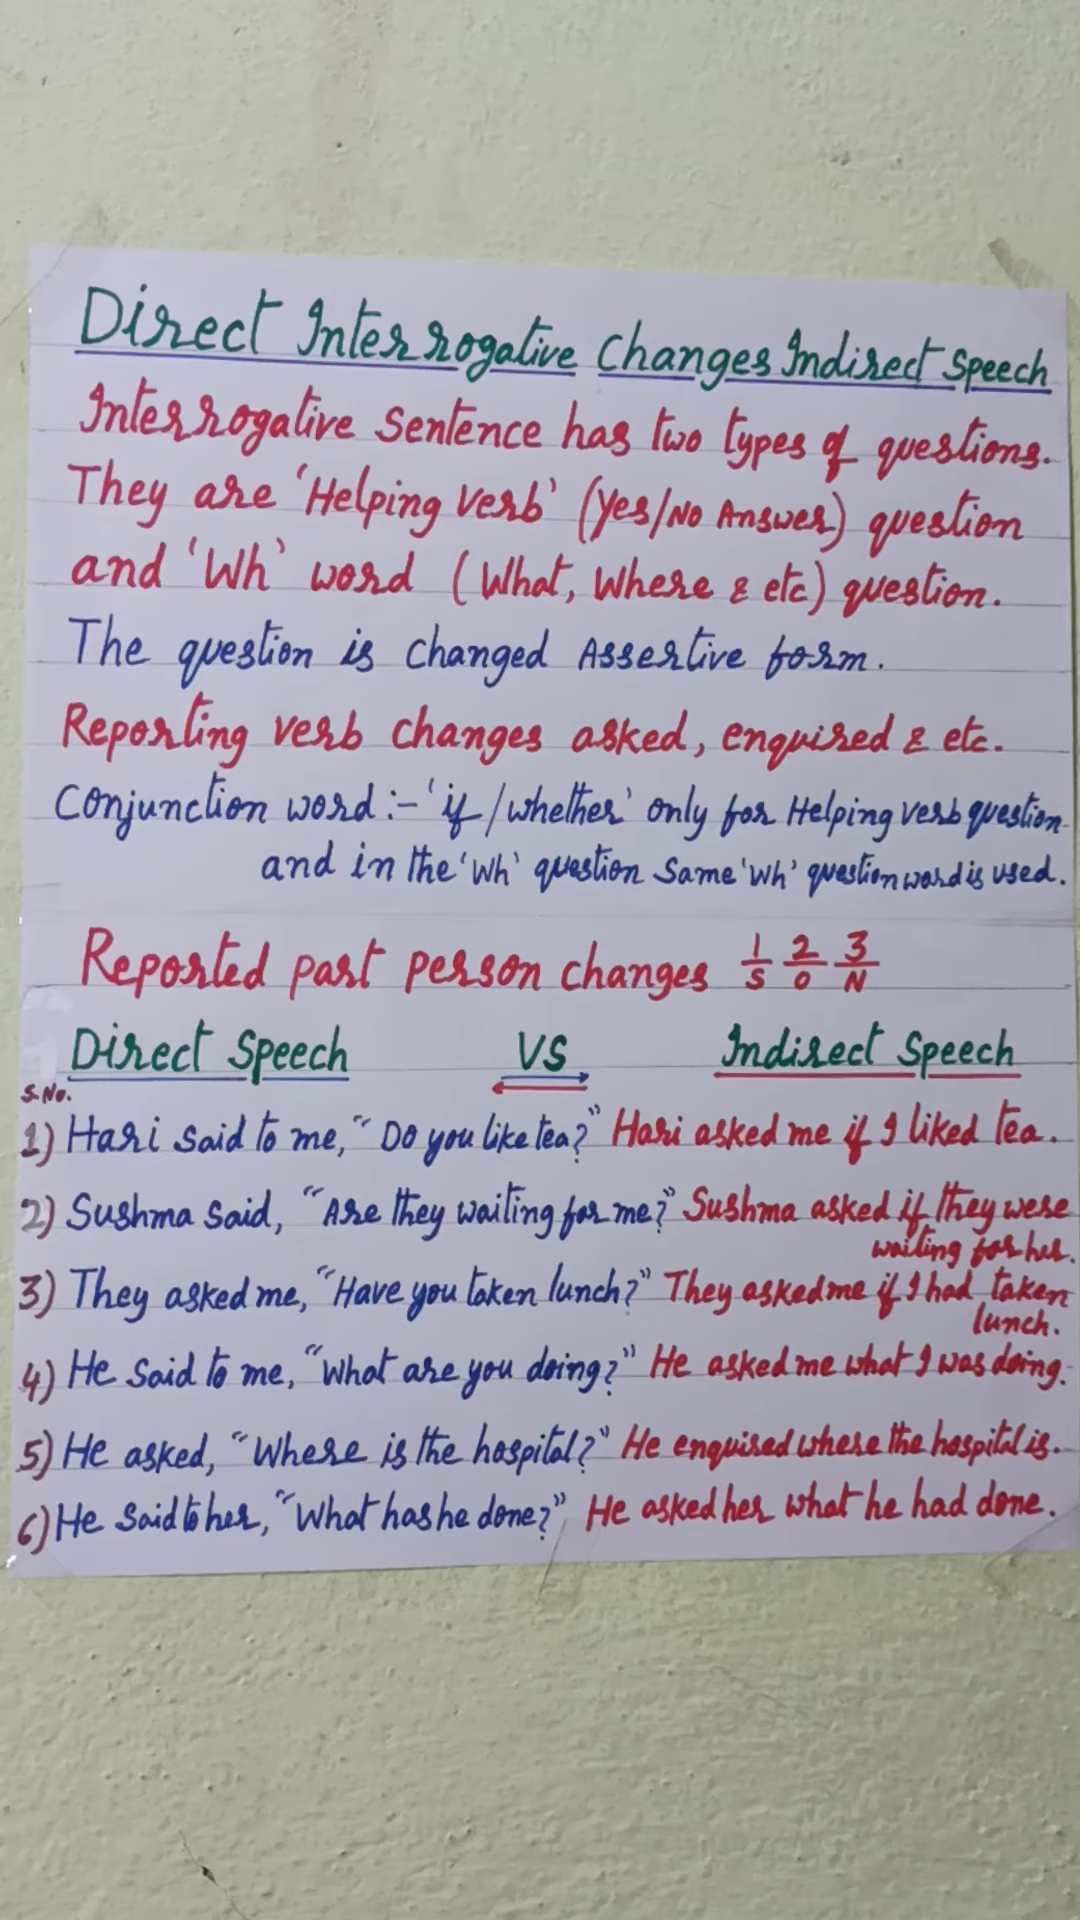 Direct Interrogative Changes Indirect Speech
Interrogative Sentence has two types of questions.
They are 'Helping Verb' (Yes/No Answer) question
and 'Wh' word (What, Where & etc) question.
The question is changed Assertive form.
Reporting verb changes asked, enquired & etc.
Conjunction word:- 'if/whether' only for Helping verb question
and in the 'Wh' question Same 'Wh' question word is used.
Reported part person changes 1/S 2/O 3/N
Direct Speech VS Indirect Speech
S.No.
1) Hari said to me, "Do you like tea?" Hari asked me if I liked tea.
2) Sushma said, "Are they waiting for me?" Sushma asked if they were
waiting for her.
3) They asked me, "Have you taken lunch?" They asked me if I had taken
lunch.
4) He said to me, "What are you doing?" He asked me what I was doing.
5) He asked, "Where is the hospital?" He enquired where the hospital is.
6) He said to her, "What has he done?" He asked her what he had done.